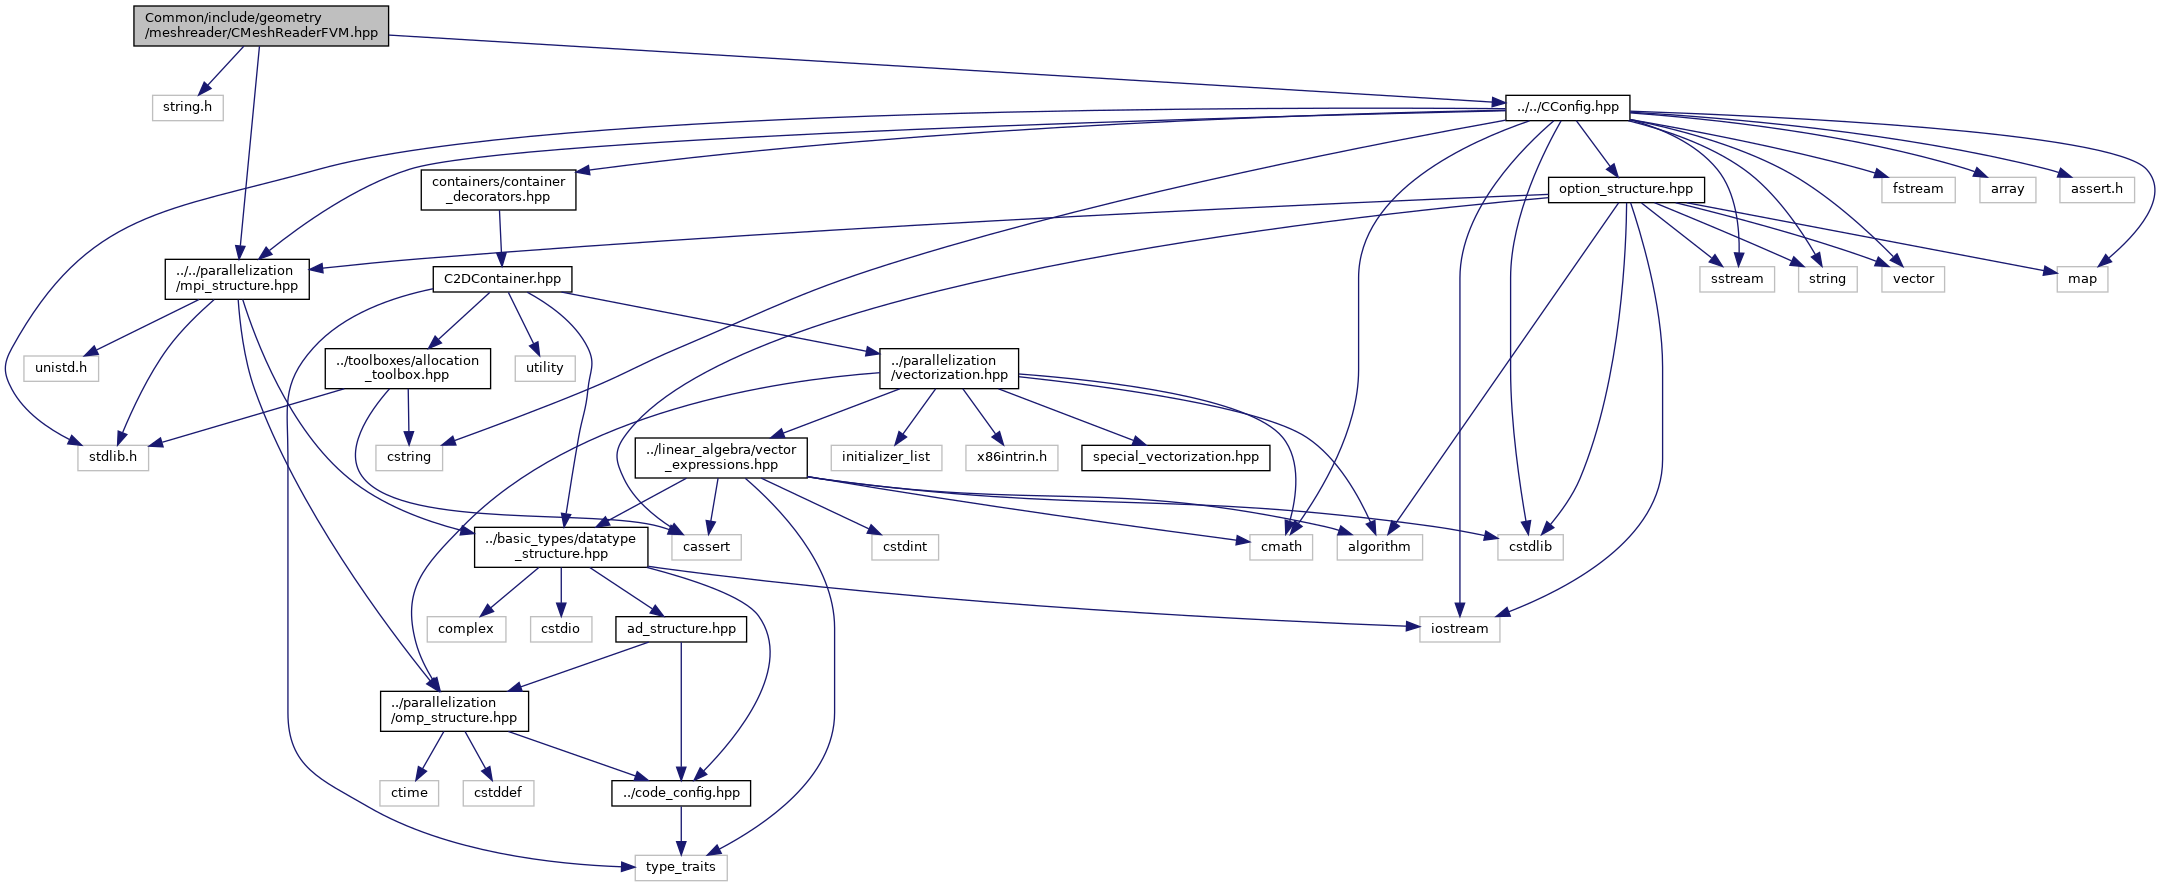 Common/include/geometry
/meshreader/CMeshReaderFVM.hpp
string.h
../../CConfig.hpp
containers/container
_decorators.hpp
option_structure.hpp
fstream
array
assert.h
../../parallelization
/mpi_structure.hpp
C2DContainer.hpp
sstream
string
vector
map
unistd.h
../toolboxes/allocation
_toolbox.hpp
utility
../parallelization
/vectorization.hpp
stdlib.h
cstring
../linear_algebra/vector
_expressions.hpp
initializer_list
x86intrin.h
special_vectorization.hpp
../basic_types/datatype
_structure.hpp
cassert
cstdint
cmath
algorithm
cstdlib
complex
cstdio
ad_structure.hpp
iostream
../parallelization
/omp_structure.hpp
ctime
cstddef
../code_config.hpp
type_traits